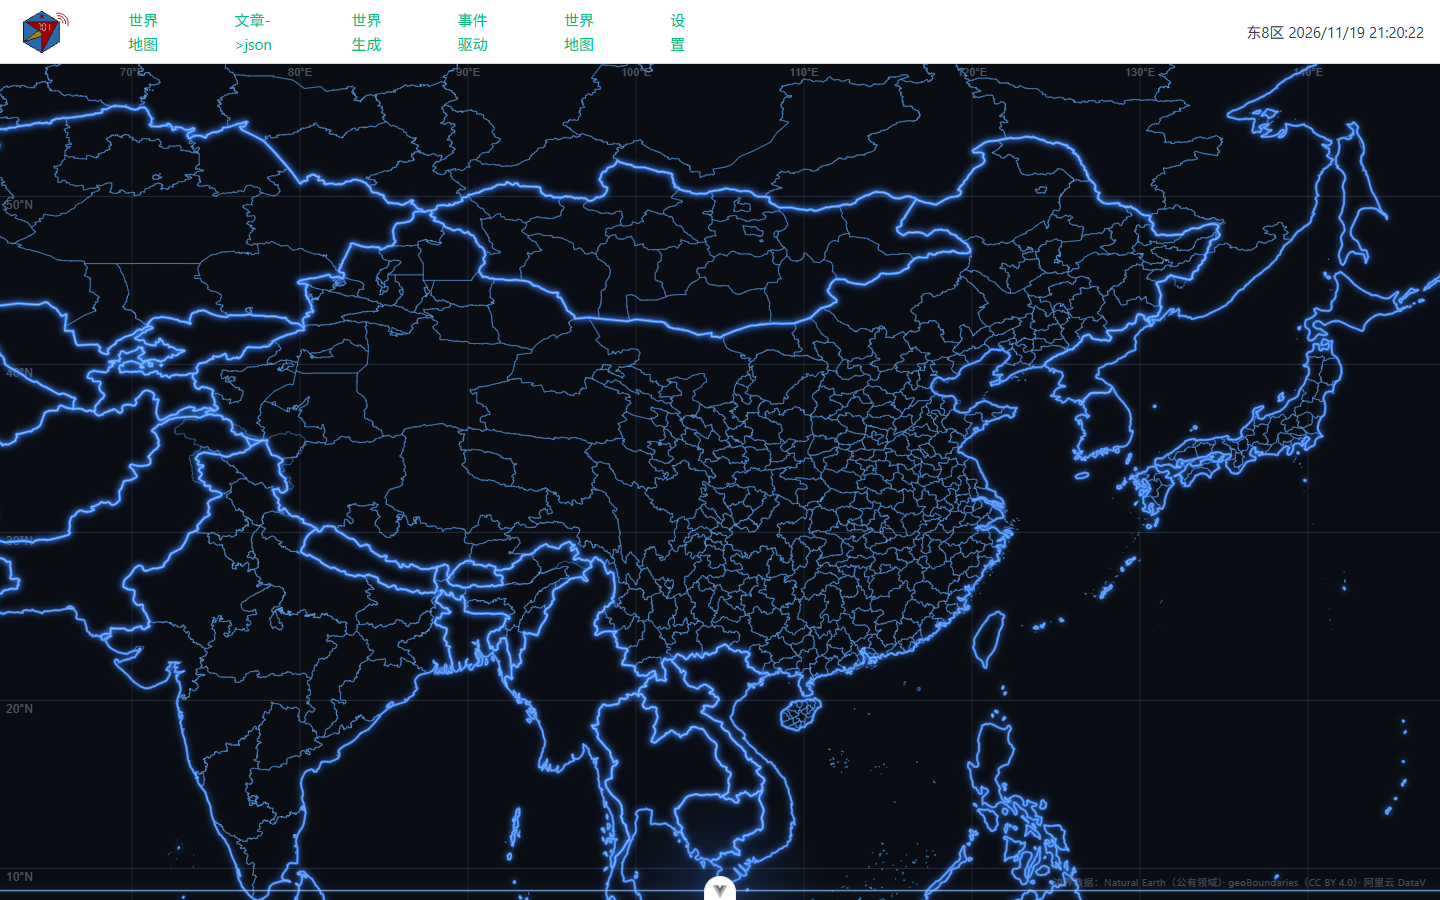 世界
地图
文章-
>json
世界
生成
事件
驱动
世界
地图
设
置
东8区 2026/11/19 21:20:22
70°E
80°E
90°E
100°E
110°E
120°E
130°E
140°E
50°N
40°N
30°N
20°N
10°N
数据：Natural Earth（公有领域）· geoBoundaries（CC BY 4.0）· 阿里云 DataV